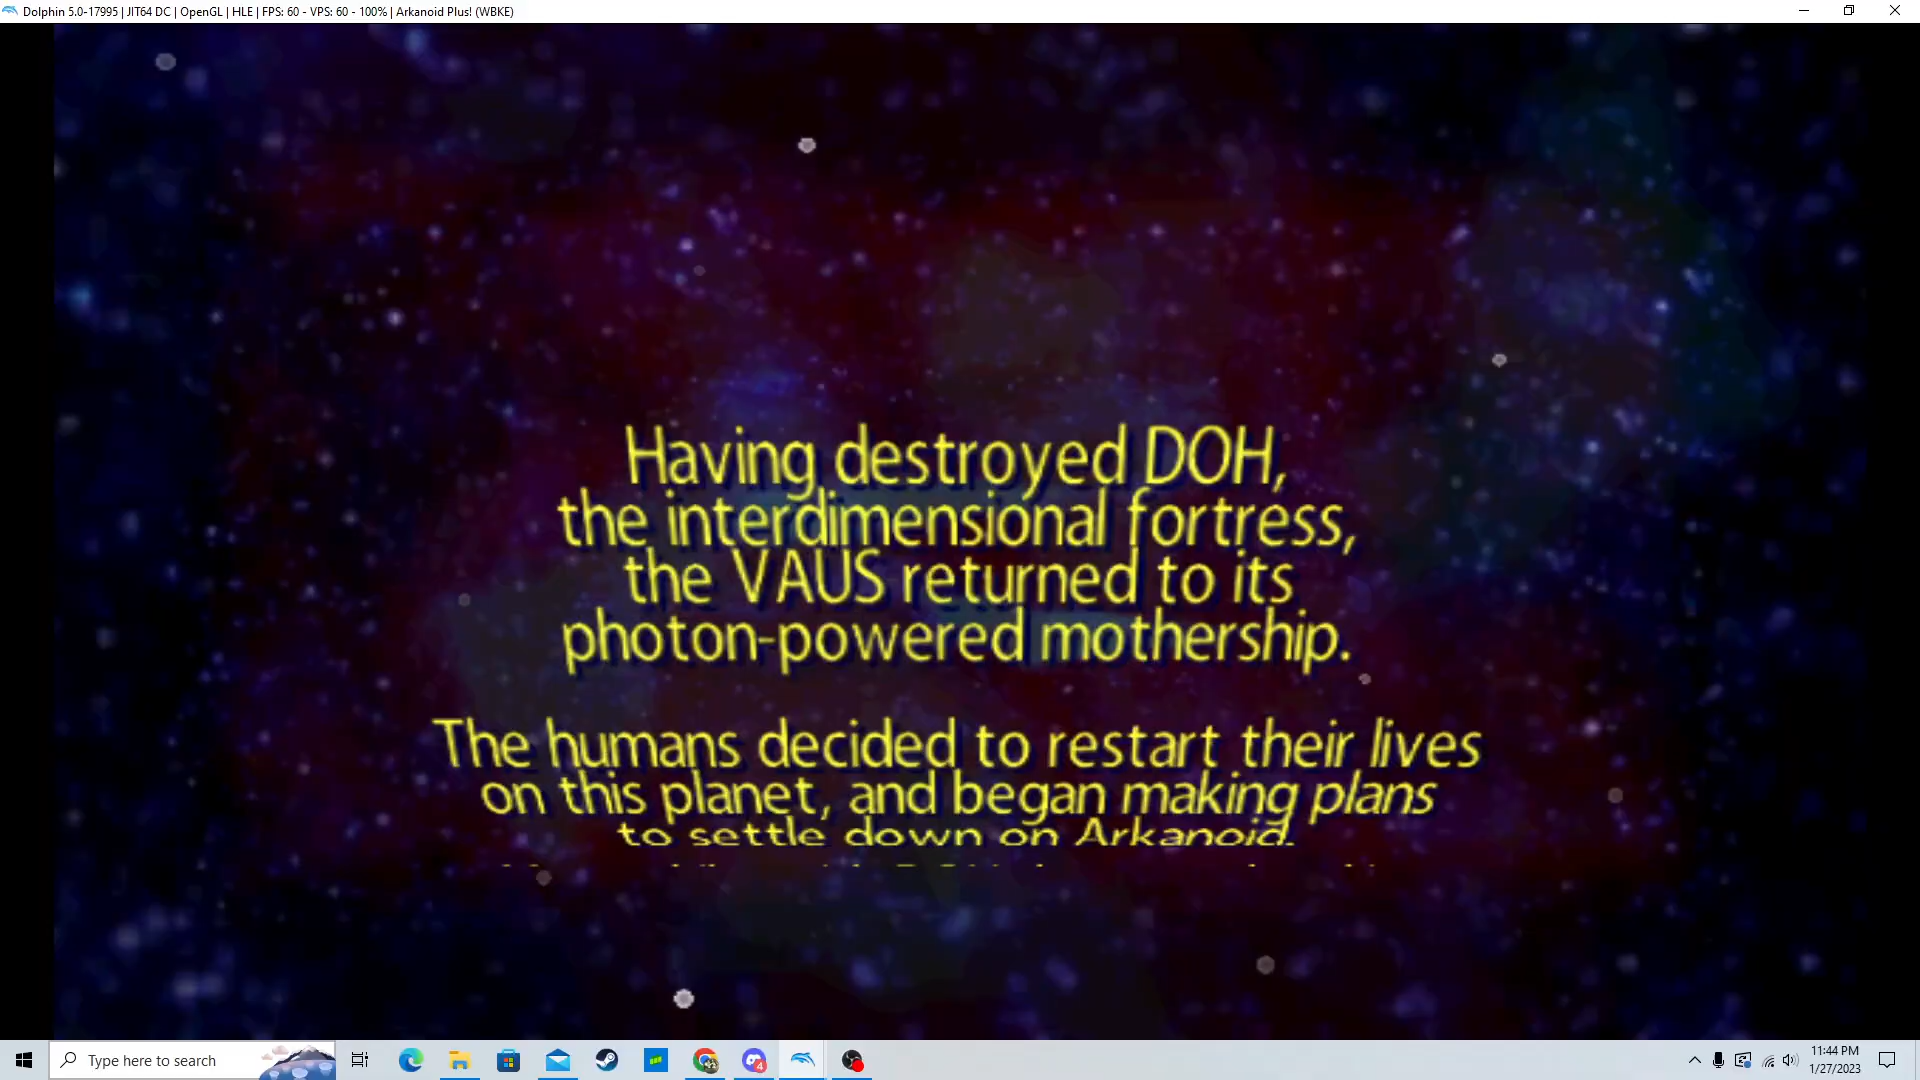 Dolphin 5.0-17995 | JIT64 DC | OpenGL | HLE | FPS: 60 - VPS: 60 - 100% | Arkanoid Plus! (WBKE)
Having destroyed DOH,
the interdimensional fortress,
the VAUS returned to its
photon-powered mothership.
The humans decided to restart their lives
on this planet, and began making plans
to settle down on Arkanoid.
Type here to search
4
11:44 PM
1/27/2023